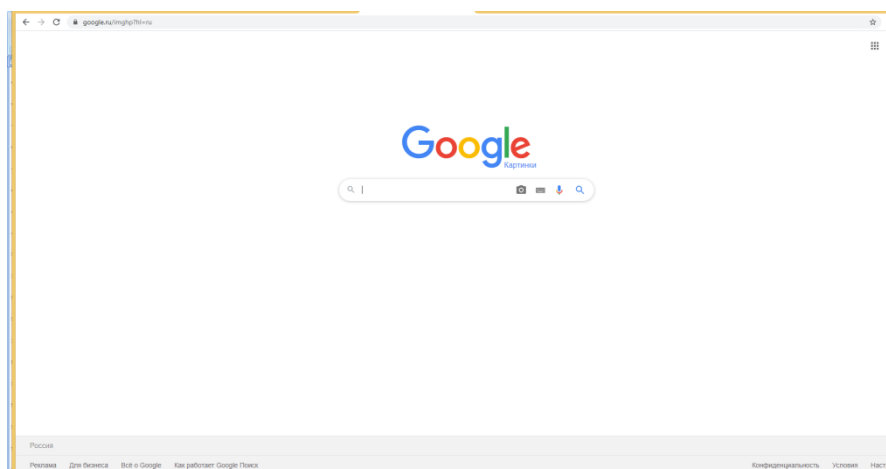 google.ru/imghp?hl=ru
Google
Картинки
Россия
Реклама Для бизнеса Всё о Google Как работает Google Поиск
Конфиденциальность Условия Наст